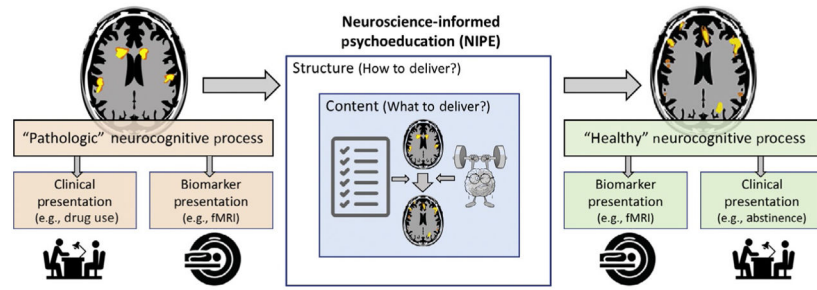 Neuroscience-informed
psychoeducation (NIPE)
Structure (How to deliver?)
Content (What to deliver?)
“Pathologic” neurocognitive process
Clinical
presentation
(e.g., drug use)
Biomarker
presentation
(e.g., fMRI)
“Healthy” neurocognitive process
Biomarker
presentation
(e.g., fMRI)
Clinical
presentation
(e.g., abstinence)